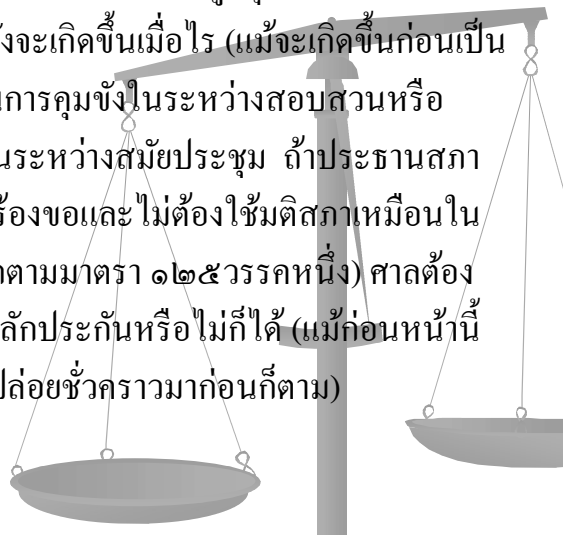 ังจะเกิดขึ้นเมื่อไร (แม้จะเกิดขึ้นก่อนเป็น
นการคุมขังในระหว่างสอบสวนหรือ
นระหว่างสมัยประชุม ถ้าประธานสภา
ร้องขอและไม่ต้องใช้มติสภาเหมือนใน
ตามมาตรา ๑๒๕วรรคหนึ่ง) ศาลต้อง
ลักประกันหรือไม่ก็ได้ (แม้ก่อนหน้านี้
ปล่อยชั่วคราวมาก่อนก็ตาม)